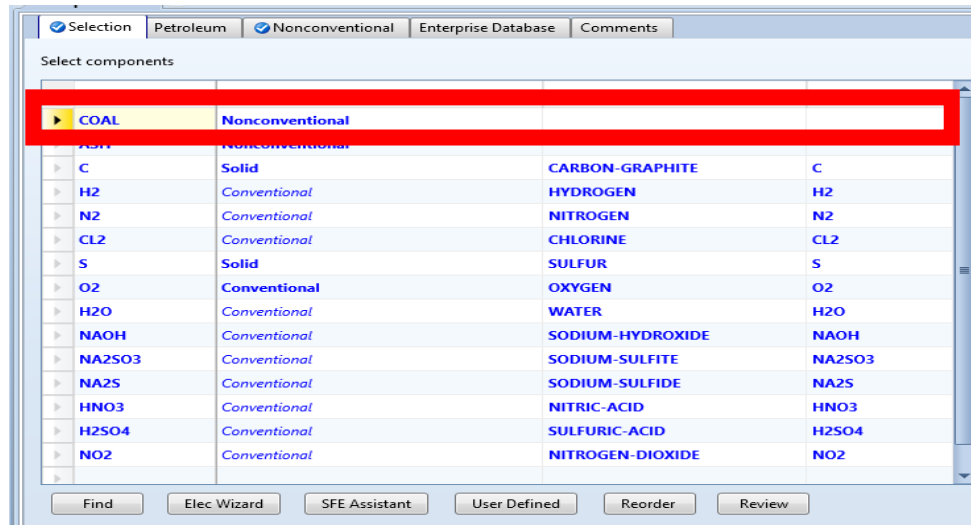 Selection Petroleum Nonconventional Enterprise Database Comments
Select components
COAL Nonconventional
C Solid CARBON-GRAPHITE C
H2 Conventional HYDROGEN H2
N2 Conventional NITROGEN N2
CL2 Conventional CHLORINE CL2
S Solid SULFUR S
O2 Conventional OXYGEN O2
H2O Conventional WATER H2O
NAOH Conventional SODIUM-HYDROXIDE NAOH
NA2SO3 Conventional SODIUM-SULFITE NA2SO3
NA2S Conventional SODIUM-SULFIDE NA2S
HNO3 Conventional NITRIC-ACID HNO3
H2SO4 Conventional SULFURIC-ACID H2SO4
NO2 Conventional NITROGEN-DIOXIDE NO2
Find Elec Wizard SFE Assistant User Defined Reorder Review